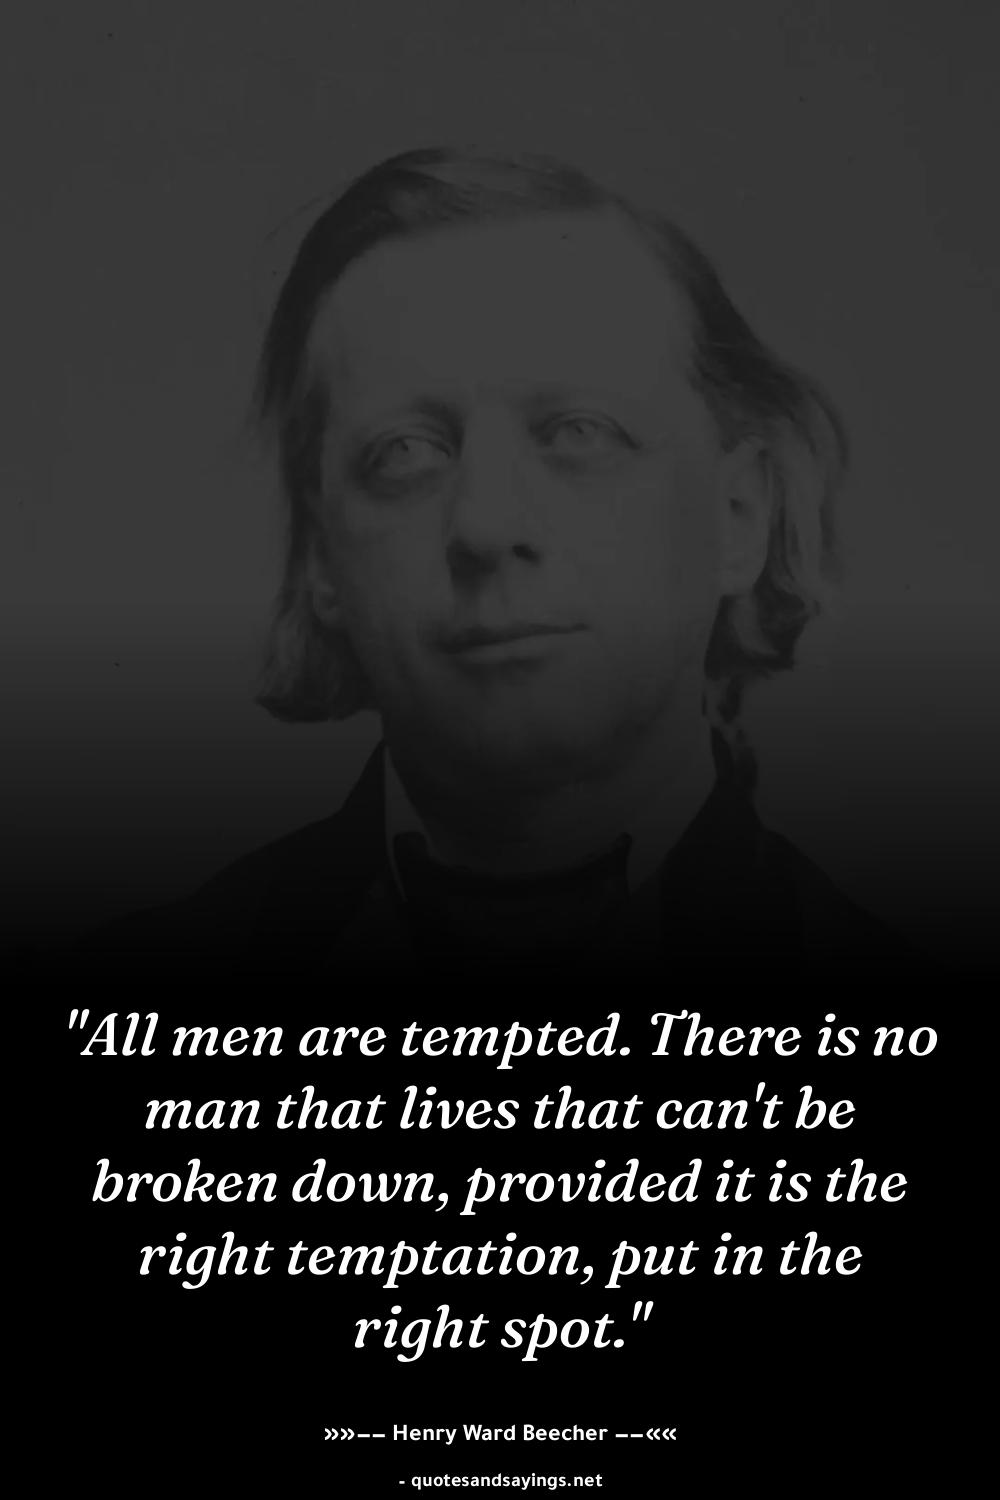 "All men are tempted. There is no
man that lives that can't be
broken down, provided it is the
right temptation, put in the
right spot."
»»−− Henry Ward Beecher −−««
- quotesandsayings.net